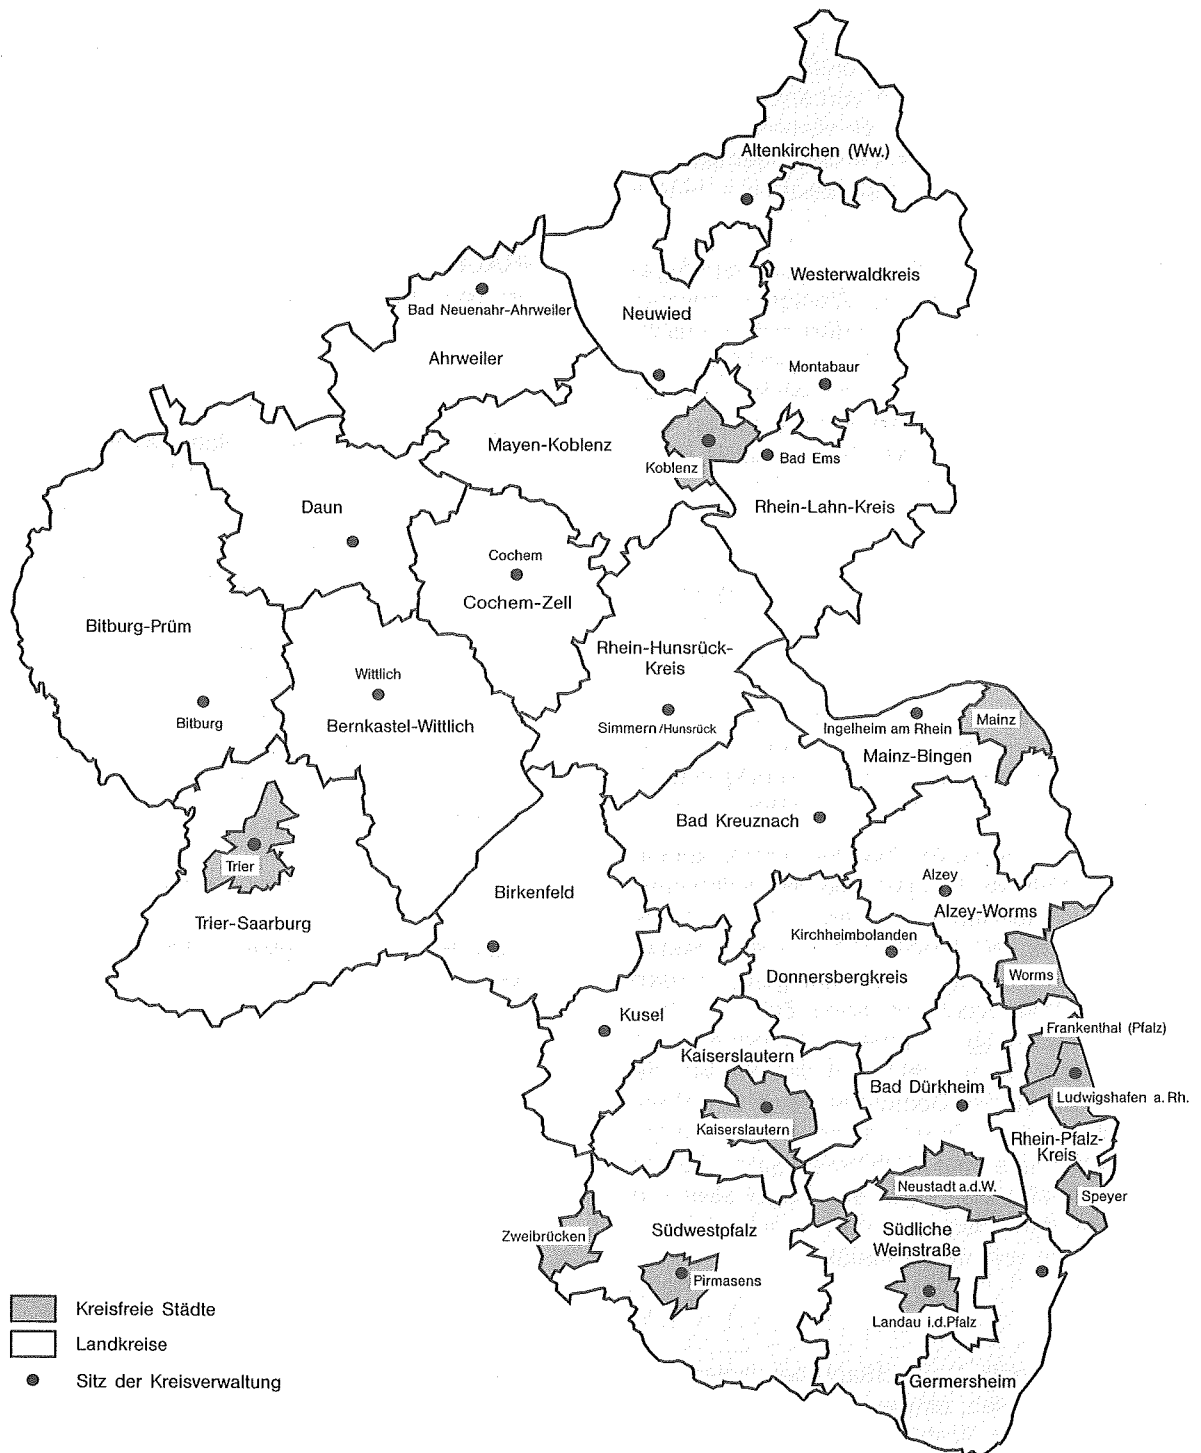 Altenkirchen (Ww.)
Westerwaldkreis
Bad Neuenahr-Ahrweiler
Neuwied
Ahrweiler
Montabaur
Mayen-Koblenz
Koblenz
Bad Ems
Daun
Rhein-Lahn-Kreis
Cochem
Cochem-Zell
Bitburg-Prüm
Rhein-Hunsrück-
Kreis
Wittlich
Bitburg
Bernkastel-Wittlich
Simmern/Hunsrück
Ingelheim am Rhein
Mainz
Mainz-Bingen
Bad Kreuznach
Trier
Alzey
Birkenfeld
Alzey-Worms
Trier-Saarburg
Kirchheimbolanden
Donnersbergkreis
Worms
Kusel
Frankenthal (Pfalz)
Kaiserslautern
Bad Dürkheim
Ludwigshafen a. Rh.
Kaiserslautern
Rhein-Pfalz-
Kreis
Neustadt a.d.W.
Speyer
Zweibrücken
Südwestpfalz
Südliche
Weinstraße
Pirmasens
Landau i.d.Pfalz
Germersheim
Kreisfreie Städte
Landkreise
Sitz der Kreisverwaltung